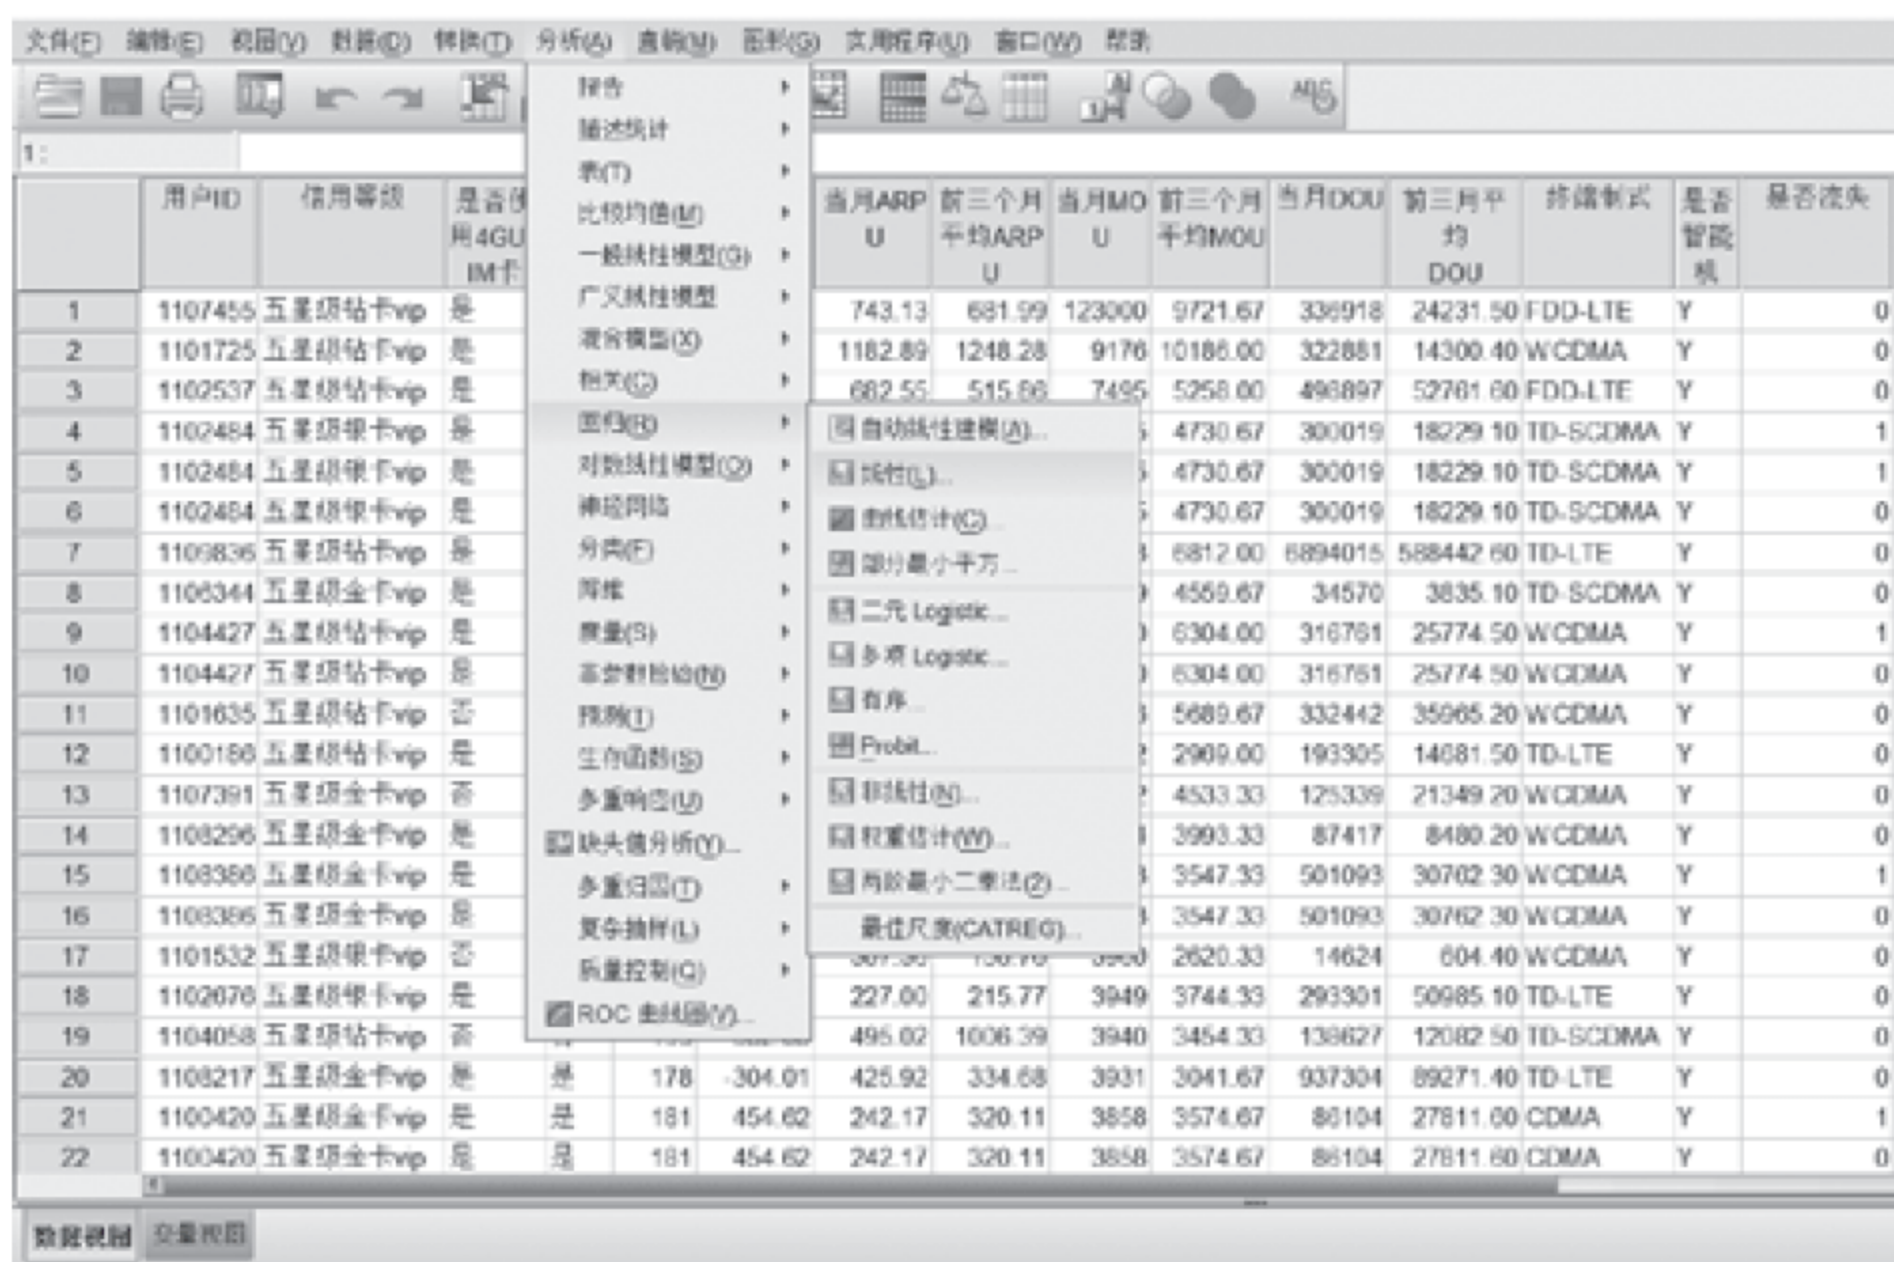 文件(F) 编辑(E) 视图(V) 数据(D) 转换(T) 分析(A) 直销(M) 图形(G) 实用程序(U) 窗口(W) 帮助
1:
报告
描述统计
表(T)
比较均值(M)
一般线性模型(G)
广义线性模型
混合模型(X)
相关(C)
回归(R)
对数线性模型(O)
神经网络
分类(F)
降维
度量(S)
非参数检验(N)
预测(T)
生存函数(S)
多重响应(U)
缺失值分析(Y)...
多重归因(T)
复杂抽样(L)
质量控制(Q)
ROC 曲线图(V)...
自动线性建模(A)...
线性(L)...
曲线估计(C)...
部分最小平方...
二元 Logistic...
多项 Logistic...
有序...
Probit...
非线性(N)...
权重估计(W)...
两阶最小二乘法(2)...
最佳尺度(CATREG)...
用户ID 信用等级 是否使用4GUIM卡 当月ARPU 前三个月平均ARPU 当月MOU 前三个月平均MOU 当月DOU 前三月平均DOU 终端制式 是否智能机 是否流失
1 1107455 五星级钻卡vip 是 743.13 681.99 123000 9721.67 336918 24231.50 FDD-LTE Y 0
2 1101725 五星级钻卡vip 是 1182.89 1248.28 9176 10186.00 322881 14300.40 WCDMA Y 0
3 1102537 五星级钻卡vip 是 682.55 515.86 7495 5258.00 496897 52761.60 FDD-LTE Y 0
4 1102484 五星级银卡vip 是 4730.67 300019 18229.10 TD-SCDMA Y 1
5 1102484 五星级银卡vip 是 4730.67 300019 18229.10 TD-SCDMA Y 1
6 1102484 五星级银卡vip 是 4730.67 300019 18229.10 TD-SCDMA Y 0
7 1109836 五星级钻卡vip 是 6812.00 6894015 588442.60 TD-LTE Y 0
8 1106344 五星级金卡vip 是 4559.67 34570 3835.10 TD-SCDMA Y 0
9 1104427 五星级钻卡vip 是 6304.00 316761 25774.50 WCDMA Y 1
10 1104427 五星级钻卡vip 是 6304.00 316761 25774.50 WCDMA Y 0
11 1101635 五星级钻卡vip 否 5689.67 332442 35965.20 WCDMA Y 0
12 1100186 五星级钻卡vip 是 2969.00 193305 14681.50 TD-LTE Y 0
13 1107391 五星级金卡vip 否 4533.33 125339 21349.20 WCDMA Y 0
14 1108296 五星级金卡vip 是 3993.33 87417 8480.20 WCDMA Y 0
15 1108386 五星级金卡vip 是 3547.33 501093 30762.30 WCDMA Y 1
16 1108386 五星级金卡vip 是 3547.33 501093 30762.30 WCDMA Y 0
17 1101532 五星级银卡vip 否 2620.33 14624 604.40 WCDMA Y 0
18 1102676 五星级银卡vip 是 227.00 215.77 3949 3744.33 293301 50985.10 TD-LTE Y 0
19 1104058 五星级钻卡vip 否 495.02 1006.39 3940 3454.33 138627 12082.50 TD-SCDMA Y 0
20 1108217 五星级金卡vip 是 是 178 -304.01 425.92 334.68 3931 3041.67 937304 89271.40 TD-LTE Y 0
21 1100420 五星级金卡vip 是 是 181 454.62 242.17 320.11 3858 3574.67 86104 27811.60 CDMA Y 1
22 1100420 五星级金卡vip 是 是 181 454.62 242.17 320.11 3858 3574.67 86104 27811.60 CDMA Y 0
数据视图 变量视图